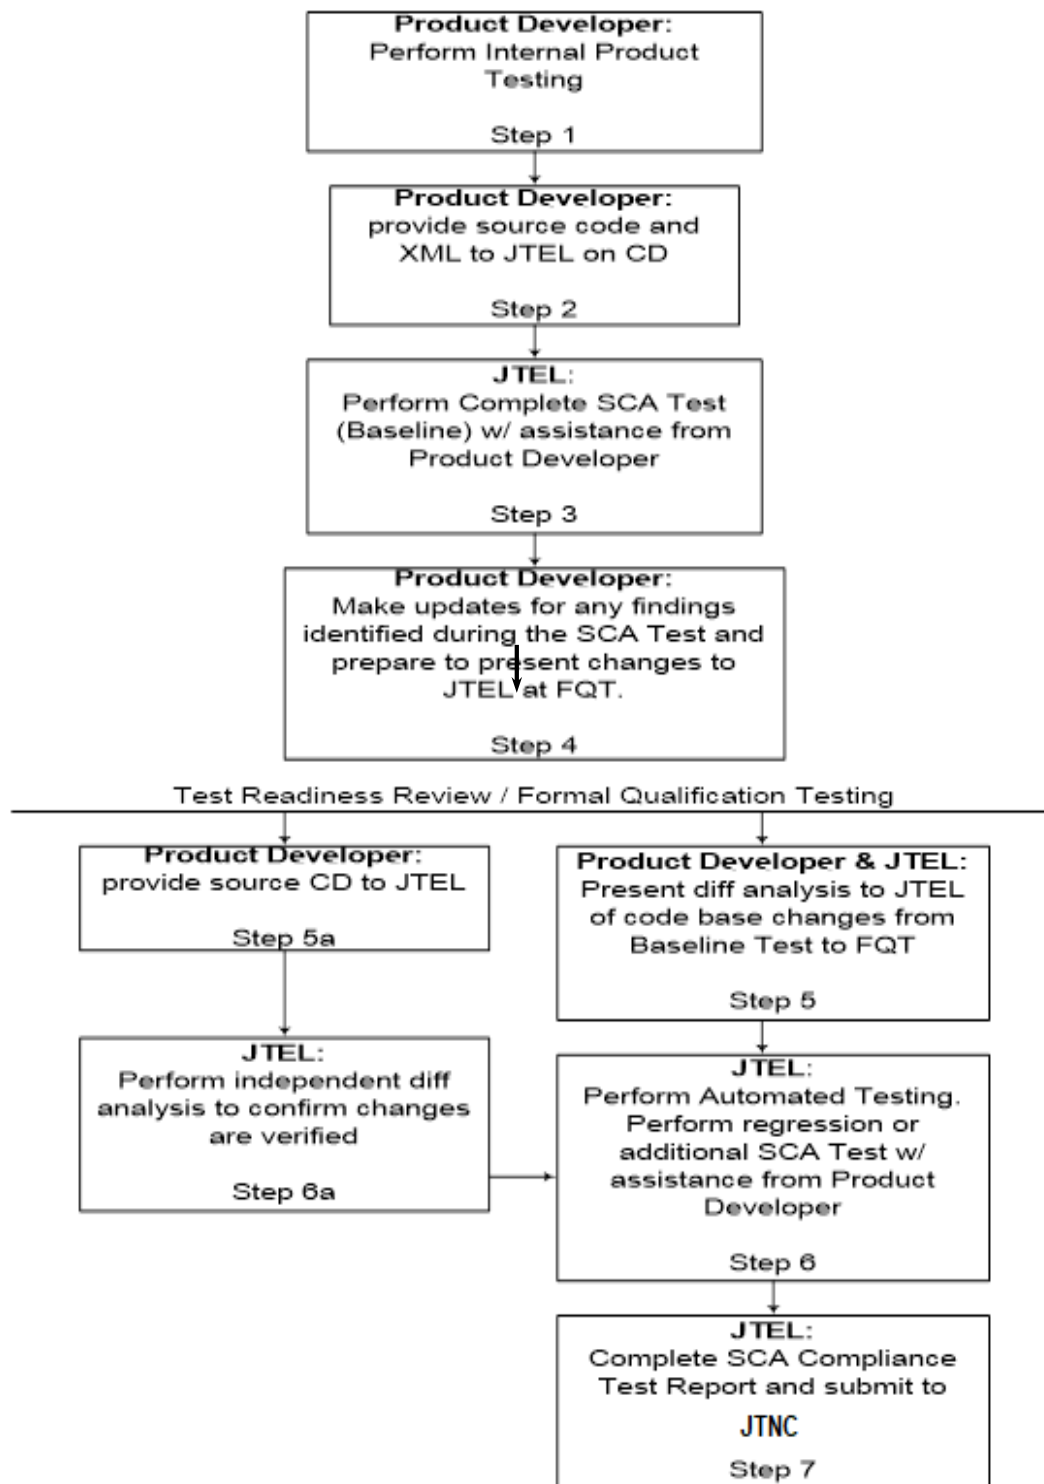 Product Developer:
Perform Internal Product
Testing
Step 1
Product Developer:
provide source code and
XML to JTEL on CD
Step 2
JTEL:
Perform Complete SCA Test
(Baseline) w/ assistance from
Product Developer
Step 3
Product Developer:
Make updates for any findings
identified during the SCA Test and
prepare to present changes to
JTEL at FQT.
Step 4
Test Readiness Review / Formal Qualification Testing
Product Developer:
provide source CD to JTEL
Step 5a
JTEL:
Perform independent diff
analysis to confirm changes
are verified
Step 6a
Product Developer & JTEL:
Present diff analysis to JTEL
of code base changes from
Baseline Test to FQT
Step 5
JTEL:
Perform Automated Testing.
Perform regression or
additional SCA Test w/
assistance from Product
Developer
Step 6
JTEL:
Complete SCA Compliance
Test Report and submit to
JTNC
Step 7